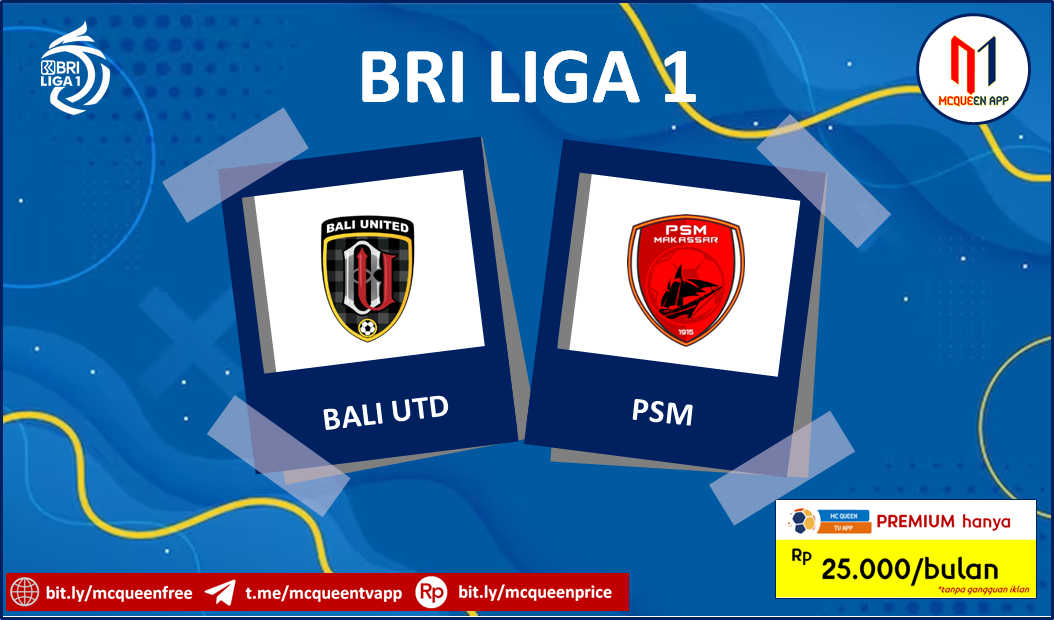 BRI
LIGA 1
BRI LIGA 1
MCQUEEN APP
BALI UNITED
PSM
MAKASSAR
1915
BALI UTD
PSM
MC QUEEN
TU APP
PREMIUM hanya
Rp 25.000/bulan
*tanpa gangguan iklan
bit.ly/mcqueenfree
t.me/mcqueentvapp
Rp
bit.ly/mcqueenprice